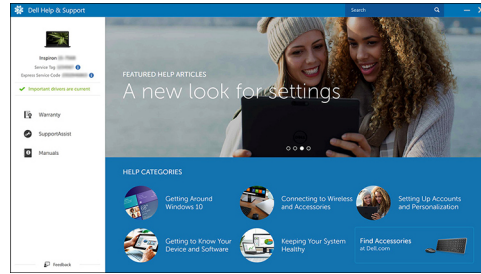 Dell Help & Support
Search
Inspiron
Service Tag
Express Service Code
Important drivers are current
Warranty
SupportAssist
Manuals
Feedback
FEATURED HELP ARTICLES
A new look for settings
HELP CATEGORIES
Getting Around
Windows 10
Connecting to Wireless
and Accessories
Setting Up Accounts
and Personalization
Getting to Know Your
Device and Software
Keeping Your System
Healthy
Find Accessories
at Dell.com